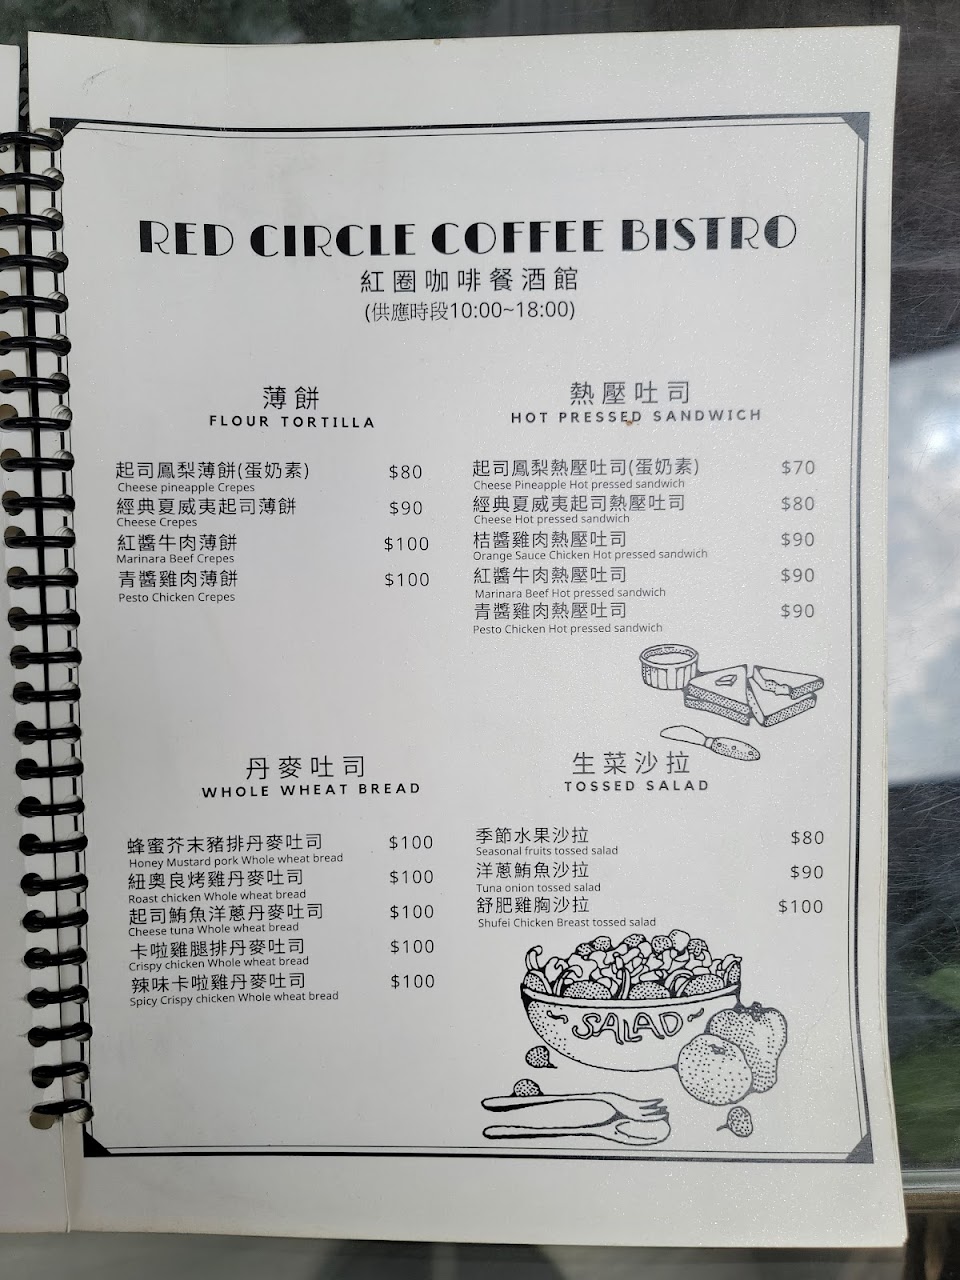 RED CIRCLE COFFEE BISTRO
紅圈咖啡餐酒館
(供應時段10:00~18:00)
薄餅
FLOUR TORTILLA
起司鳳梨薄餅(蛋奶素) $80
Cheese pineapple Crepes
經典夏威夷起司薄餅 $90
Cheese Crepes
紅醬牛肉薄餅 $100
Marinara Beef Crepes
青醬雞肉薄餅 $100
Pesto Chicken Crepes
熱壓吐司
HOT PRESSED SANDWICH
起司鳳梨熱壓吐司(蛋奶素) $70
Cheese Pineapple Hot pressed sandwich
經典夏威夷起司熱壓吐司 $80
Cheese Hot pressed sandwich
桔醬雞肉熱壓吐司 $90
Orange Sauce Chicken Hot pressed sandwich
紅醬牛肉熱壓吐司 $90
Marinara Beef Hot pressed sandwich
青醬雞肉熱壓吐司 $90
Pesto Chicken Hot pressed sandwich
丹麥吐司
WHOLE WHEAT BREAD
蜂蜜芥末豬排丹麥吐司 $100
Honey Mustard pork Whole wheat bread
紐奧良烤雞丹麥吐司 $100
Roast chicken Whole wheat bread
起司鮪魚洋蔥丹麥吐司 $100
Cheese tuna Whole wheat bread
卡啦雞腿排丹麥吐司 $100
Crispy chicken Whole wheat bread
辣味卡啦雞丹麥吐司 $100
Spicy Crispy chicken Whole wheat bread
生菜沙拉
TOSSED SALAD
季節水果沙拉 $80
Seasonal fruits tossed salad
洋蔥鮪魚沙拉 $90
Tuna onion tossed salad
舒肥雞胸沙拉 $100
Shufei Chicken Breast tossed salad
SALAD